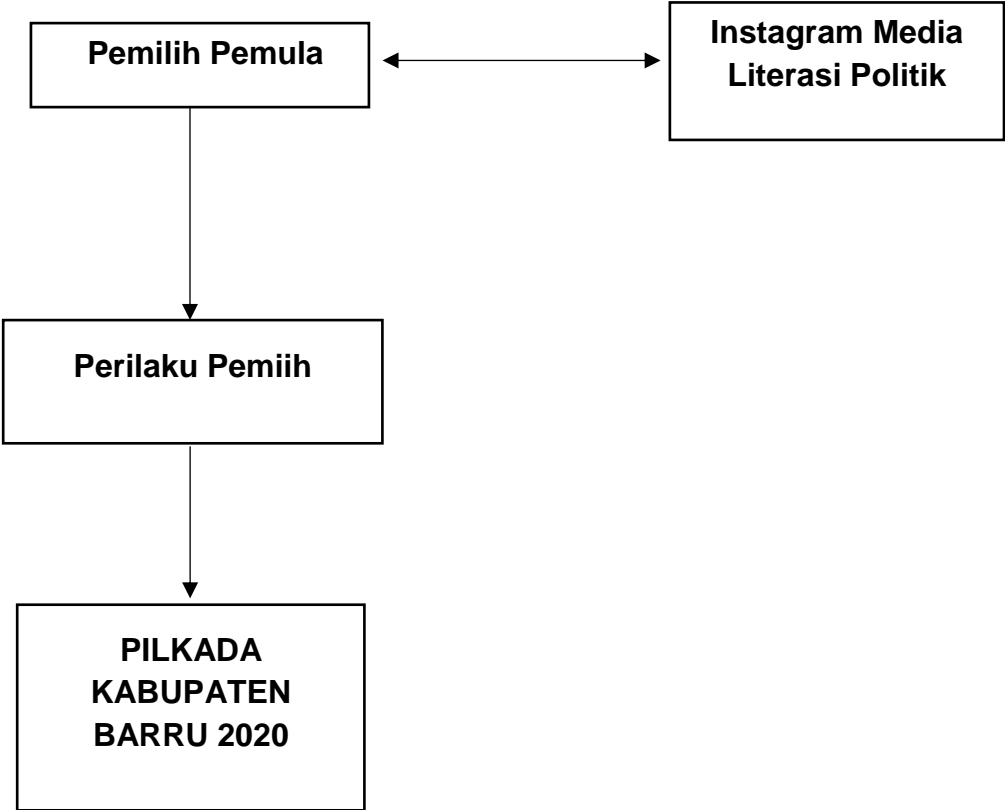 Pemilih Pemula
Instagram Media
Literasi Politik
Perilaku Pemiih
PILKADA
KABUPATEN
BARRU 2020